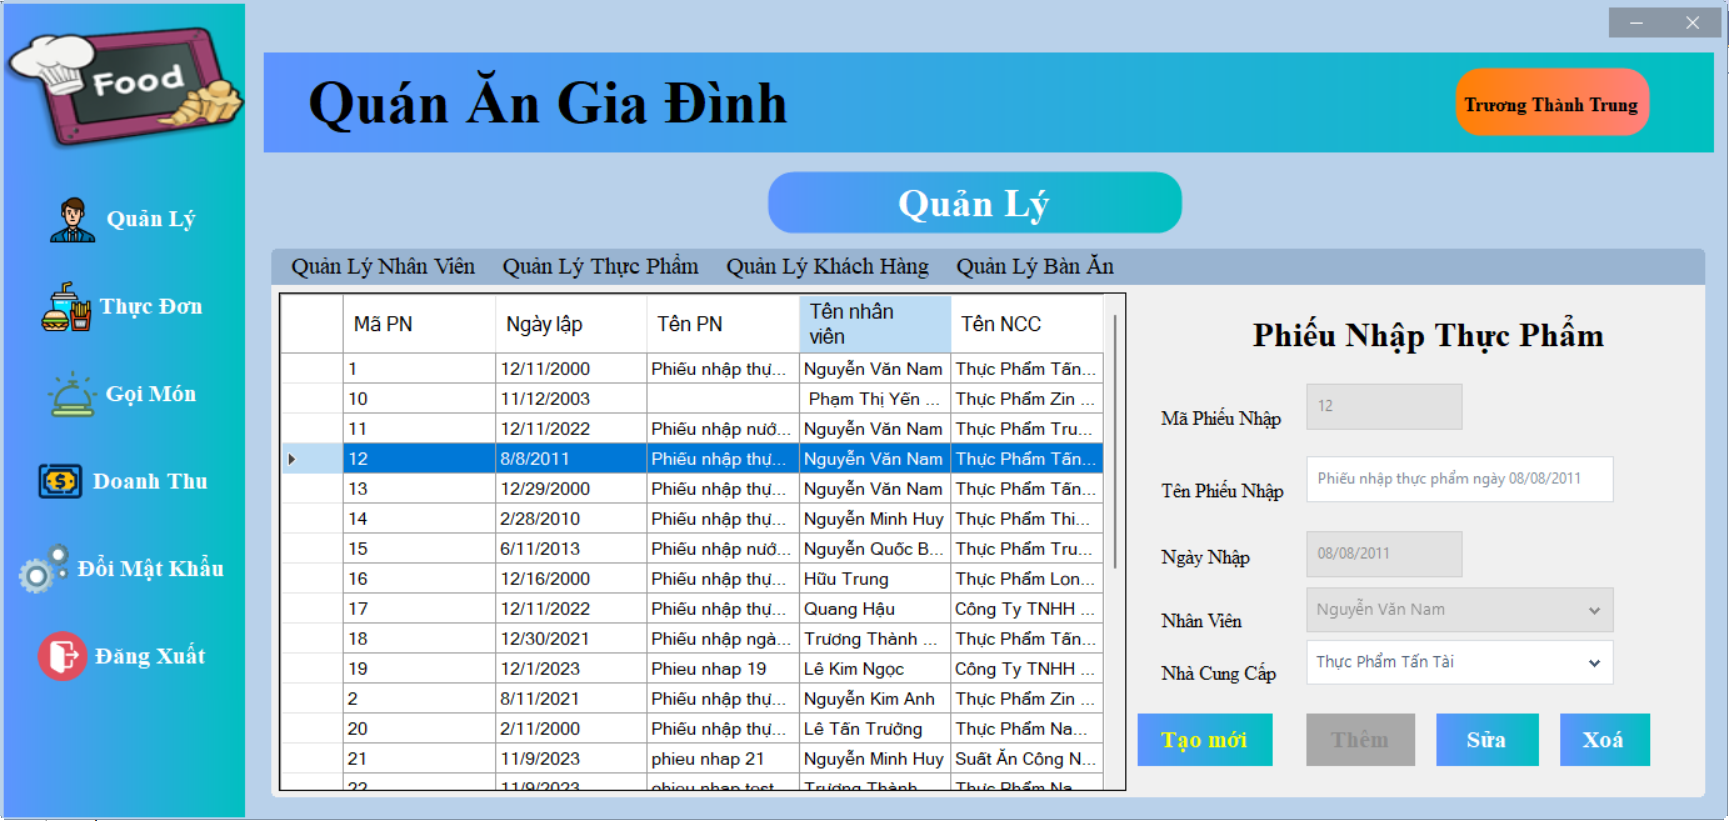 Food
Quán Ăn Gia Đình
Trương Thành Trung
Quản Lý
Thực Đơn
Gọi Món
Doanh Thu
Đổi Mật Khẩu
Đăng Xuất
Quản Lý
Quản Lý Nhân Viên Quản Lý Thực Phẩm Quản Lý Khách Hàng Quản Lý Bàn Ăn
Mã PN Ngày lập Tên PN Tên nhân viên Tên NCC
1 12/11/2000 Phiếu nhập thự... Nguyễn Văn Nam Thực Phẩm Tấn...
10 11/12/2003 Phạm Thị Yến ... Thực Phẩm Zin ...
11 12/11/2022 Phiếu nhập nướ... Nguyễn Văn Nam Thực Phẩm Tru...
12 8/8/2011 Phiếu nhập thự... Nguyễn Văn Nam Thực Phẩm Tấn...
13 12/29/2000 Phiếu nhập thự... Nguyễn Văn Nam Thực Phẩm Tấn...
14 2/28/2010 Phiếu nhập thự... Nguyễn Minh Huy Thực Phẩm Thi...
15 6/11/2013 Phiếu nhập nướ... Nguyễn Quốc B... Thực Phẩm Tru...
16 12/16/2000 Phiếu nhập thự... Hữu Trung Thực Phẩm Lon...
17 12/11/2022 Phiếu nhập thự... Quang Hậu Công Ty TNHH ...
18 12/30/2021 Phiếu nhập ngà... Trương Thành ... Thực Phẩm Tấn...
19 12/1/2023 Phieu nhap 19 Lê Kim Ngọc Công Ty TNHH ...
2 8/11/2021 Phiếu nhập thự... Nguyễn Kim Anh Thực Phẩm Zin ...
20 2/11/2000 Phiếu nhập thự... Lê Tấn Trưởng Thực Phẩm Na...
21 11/9/2023 phieu nhap 21 Nguyễn Minh Huy Suất Ăn Công N...
22 11/9/2023 phieu nhap test Trương Thành Thực Phẩm Na
Phiếu Nhập Thực Phẩm
Mã Phiếu Nhập 12
Tên Phiếu Nhập Phiếu nhập thực phẩm ngày 08/08/2011
Ngày Nhập 08/08/2011
Nhân Viên Nguyễn Văn Nam
Nhà Cung Cấp Thực Phẩm Tấn Tài
Tạo mới Thêm Sửa Xoá